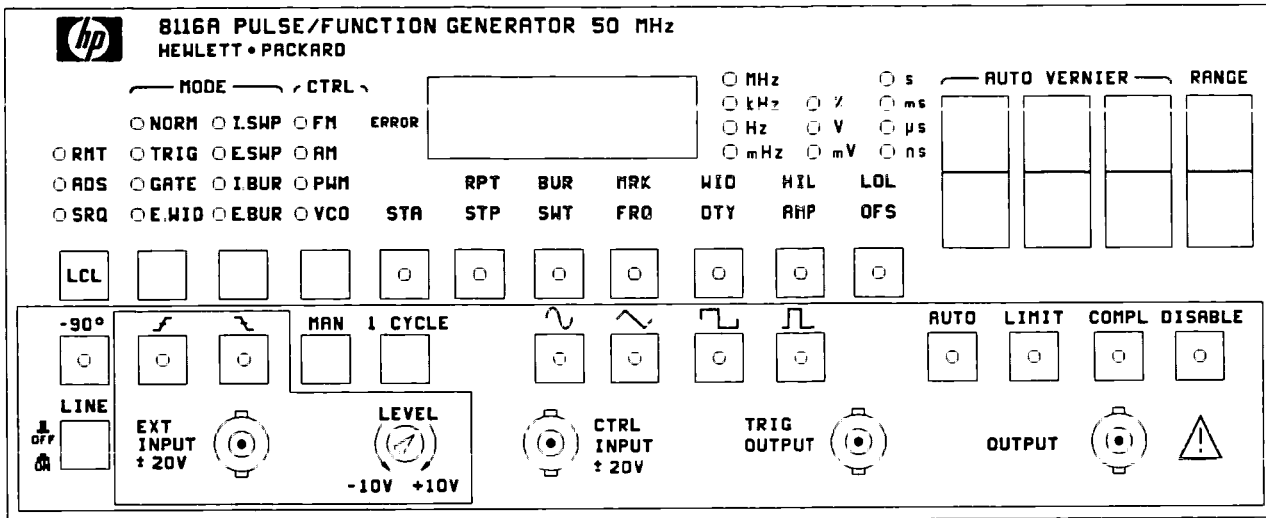 hp
8116A PULSE/FUNCTION GENERATOR 50 MHz
HEWLETT • PACKARD
MODE CTRL
MHz s AUTO VERNIER RANGE
kHz % ms
NORM I.SWP FM ERROR Hz V µs
RMT TRIG E.SWP AM mHz mV ns
ADS GATE I.BUR PWM RPT BUR MRK WID HIL LOL
SRQ E.WID E.BUR VCO STA STP SWT FRQ DTY AMP OFS
LCL
-90° MAN 1 CYCLE AUTO LIMIT COMPL DISABLE
LINE
OFF
ON
EXT
INPUT
± 20V
LEVEL
-10V +10V
CTRL
INPUT
± 20V
TRIG
OUTPUT
OUTPUT